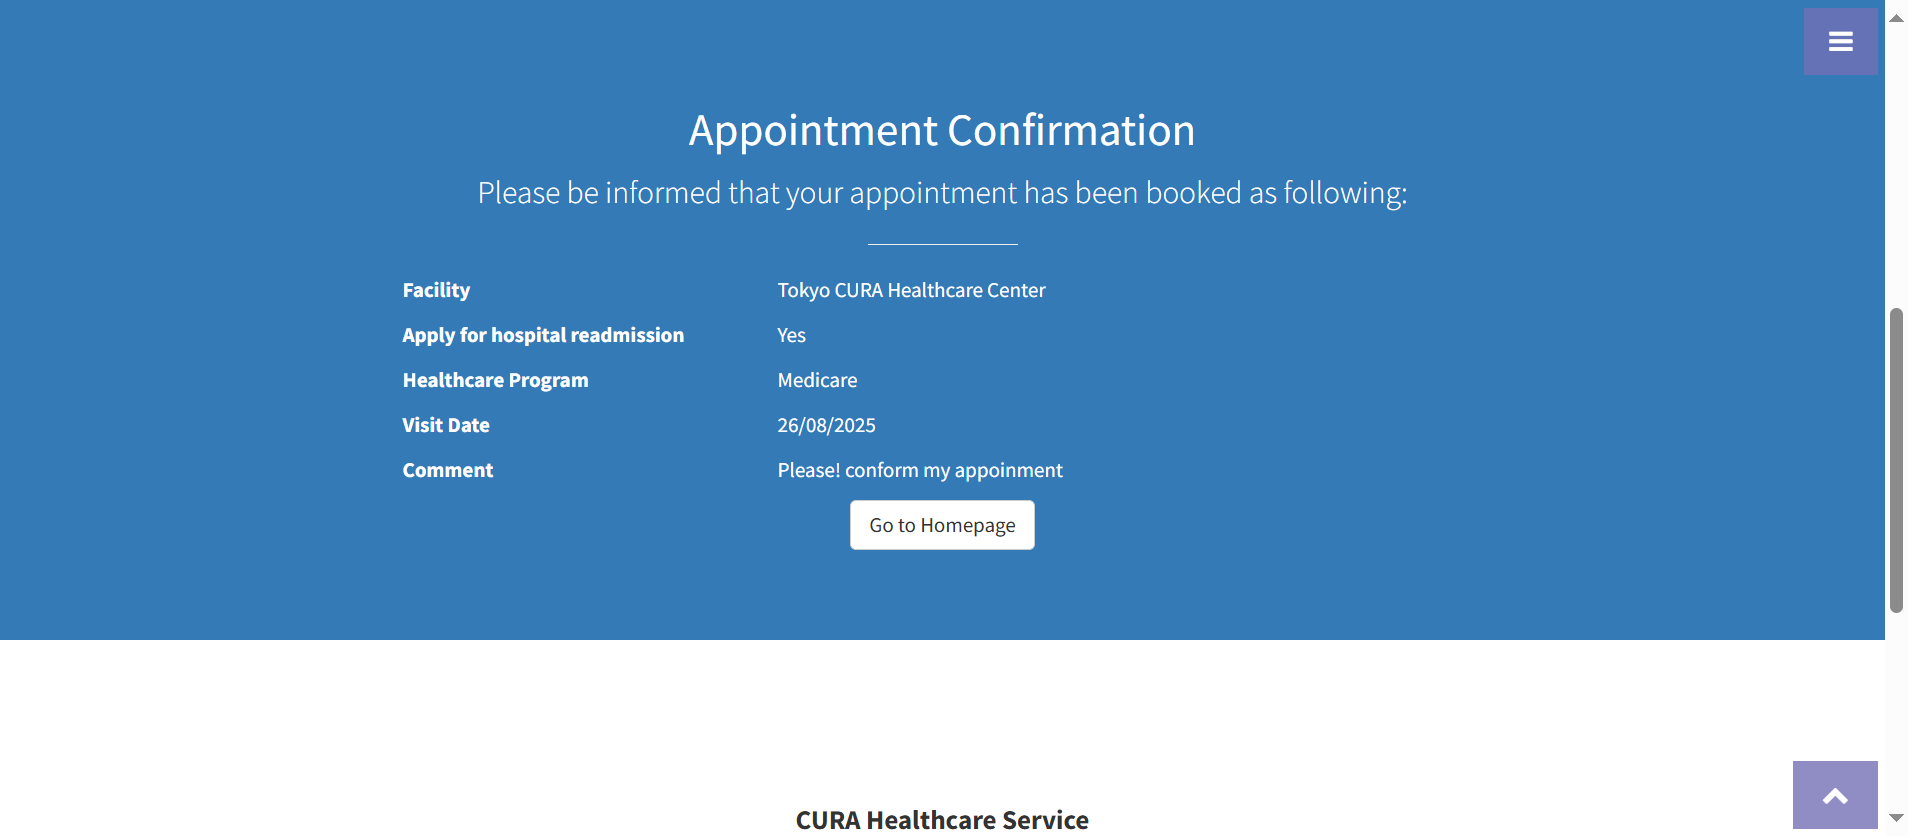 Appointment Confirmation
Please be informed that your appointment has been booked as following:
Facility Tokyo CURA Healthcare Center
Apply for hospital readmission Yes
Healthcare Program Medicare
Visit Date 26/08/2025
Comment Please! conform my appoinment
Go to Homepage
CURA Healthcare Service